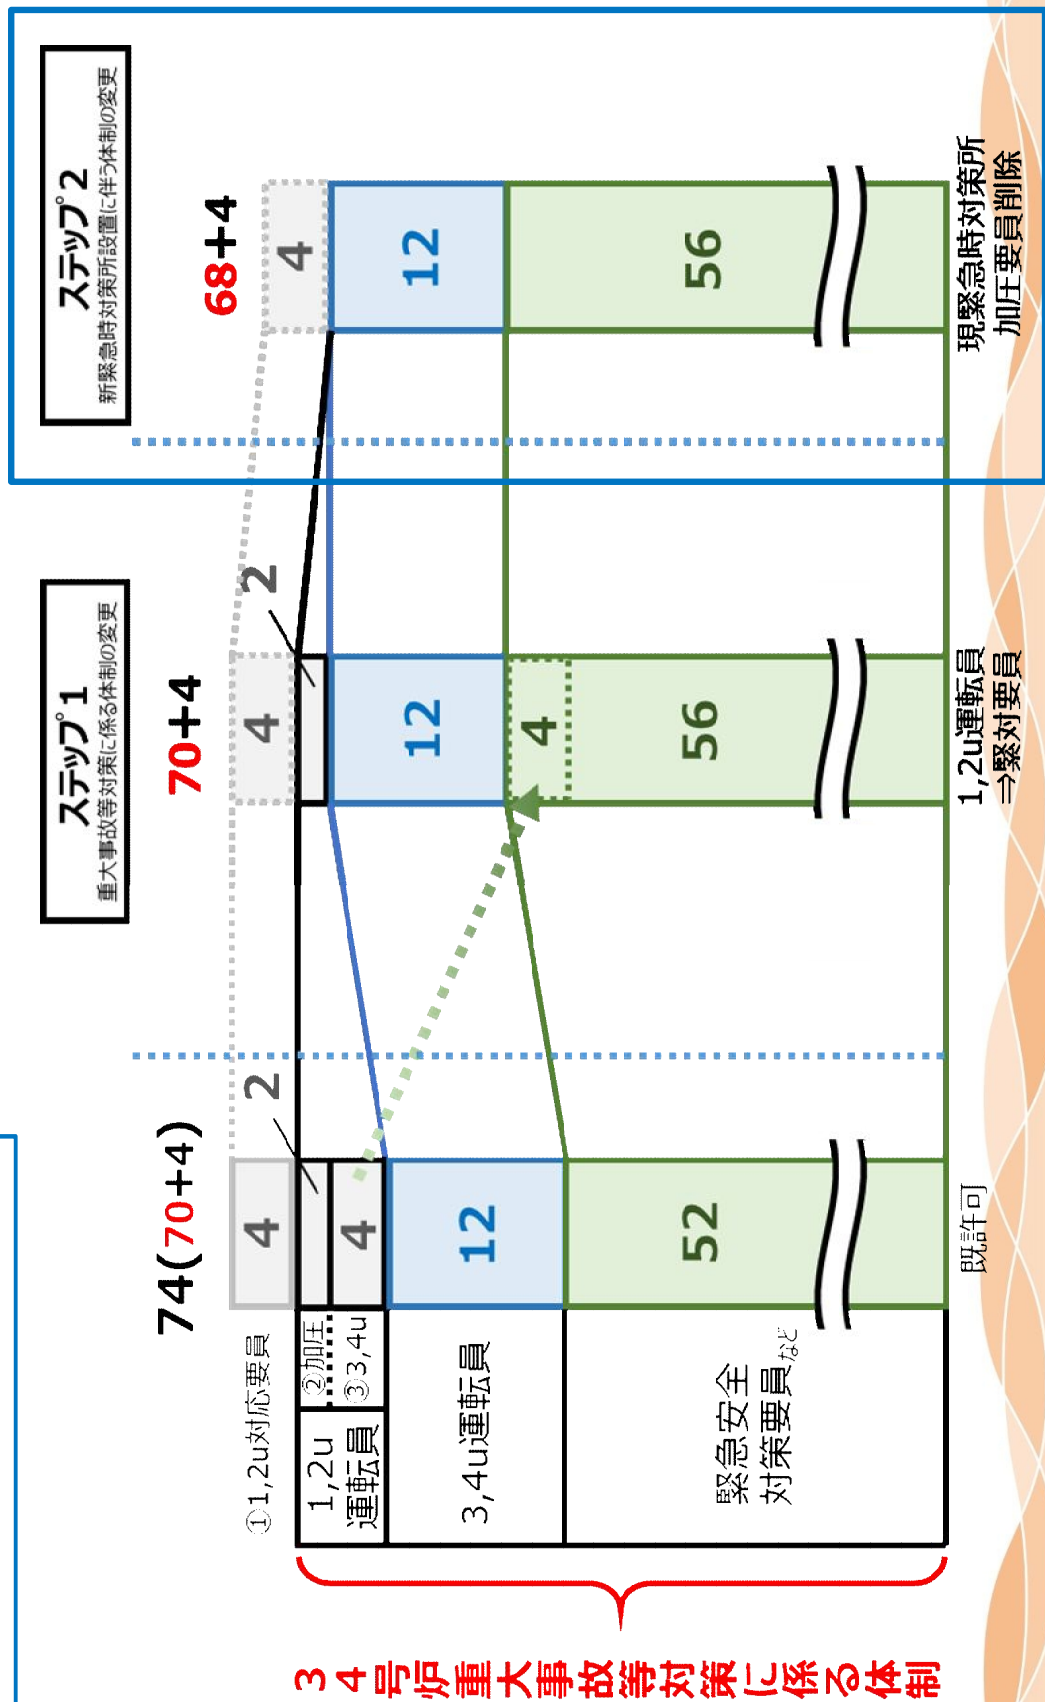 ３４号炉重大事故等対策に係る体制
①1,2u対応要員
1,2u
運転員
②加圧
③3,4u
3,4u運転員
緊急安全
対策要員など
74(70+4)
4
2
4
12
52
既許可
ステップ1
重大事故等対策に係る体制の変更
70+4
4
2
12
4
56
1,2u運転員
⇒緊対要員
ステップ2
新緊急時対策所設置に伴う体制の変更
68+4
4
12
56
現緊急時対策所
加圧要員削除